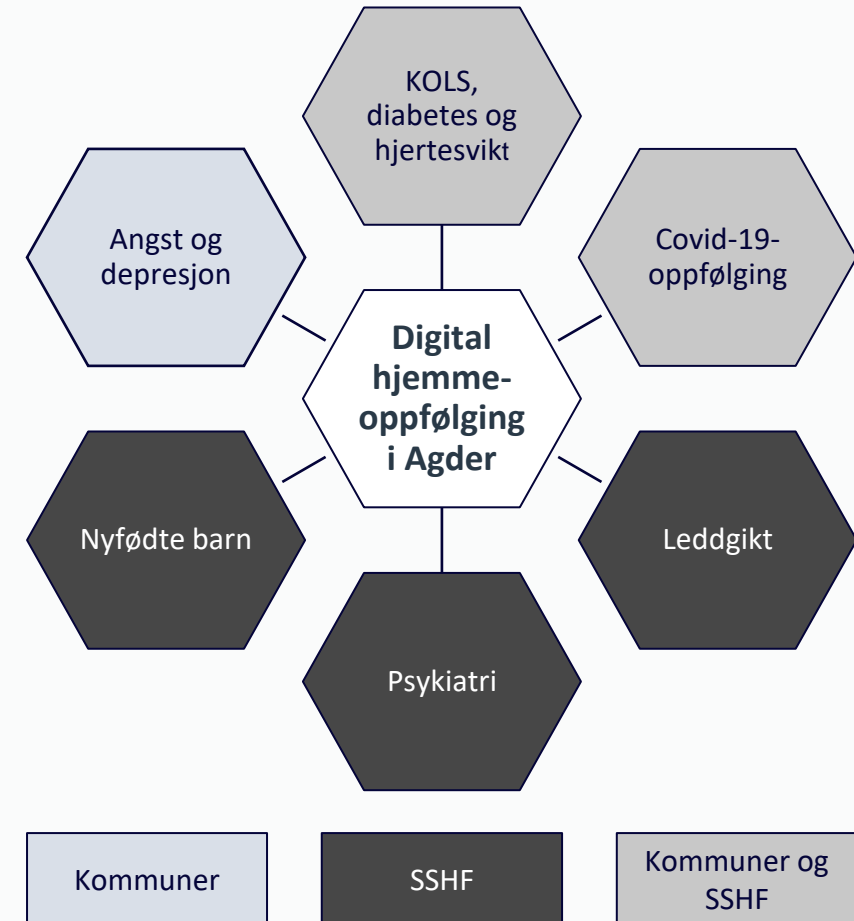 KOLS,
diabetes og
hjertesvikt
Angst og
depresjon
Covid-19-
oppfølging
Digital
hjemme-
oppfølging
i Agder
Nyfødte barn
Leddgikt
Psykiatri
Kommuner
SSHF
Kommuner og
SSHF